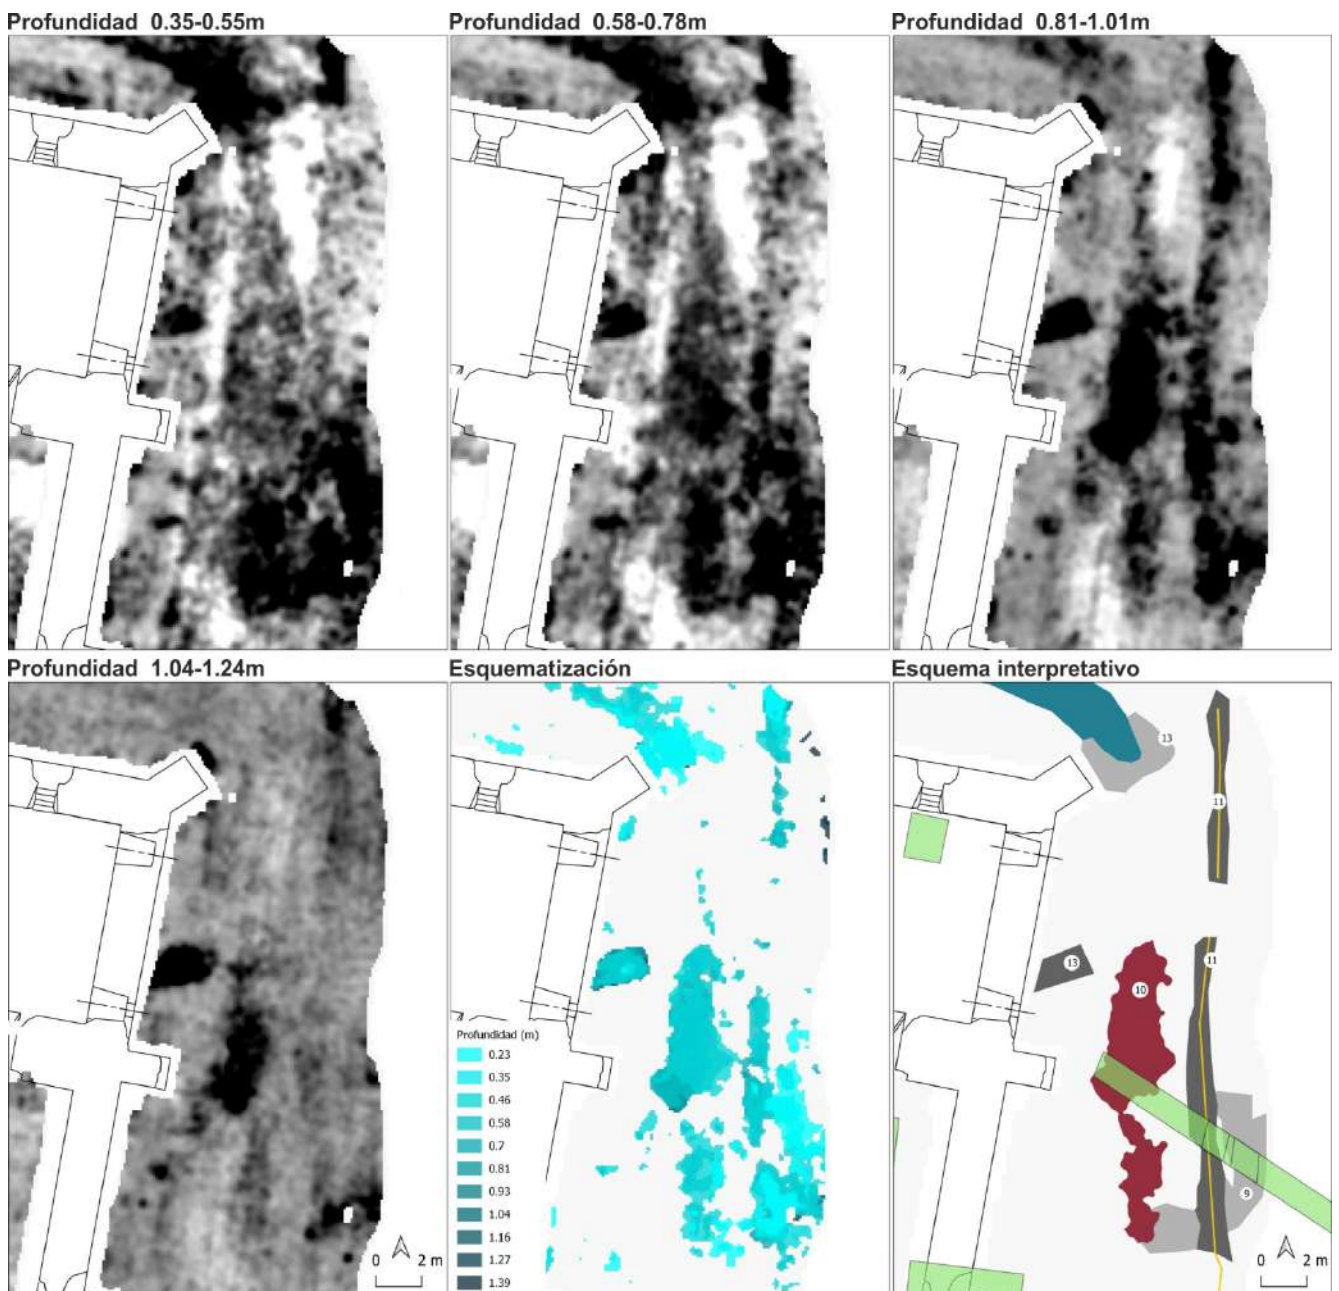 Profundidad 0.35-0.55m
Profundidad 0.58-0.78m
Profundidad 0.81-1.01m
Profundidad 1.04-1.24m
Esquematización
Esquema interpretativo
Profundidad (m)
0.23
0.35
0.46
0.58
0.7
0.81
0.93
1.04
1.16
1.27
1.39
0 2 m
13
11
13
11
10
9
0 2 m